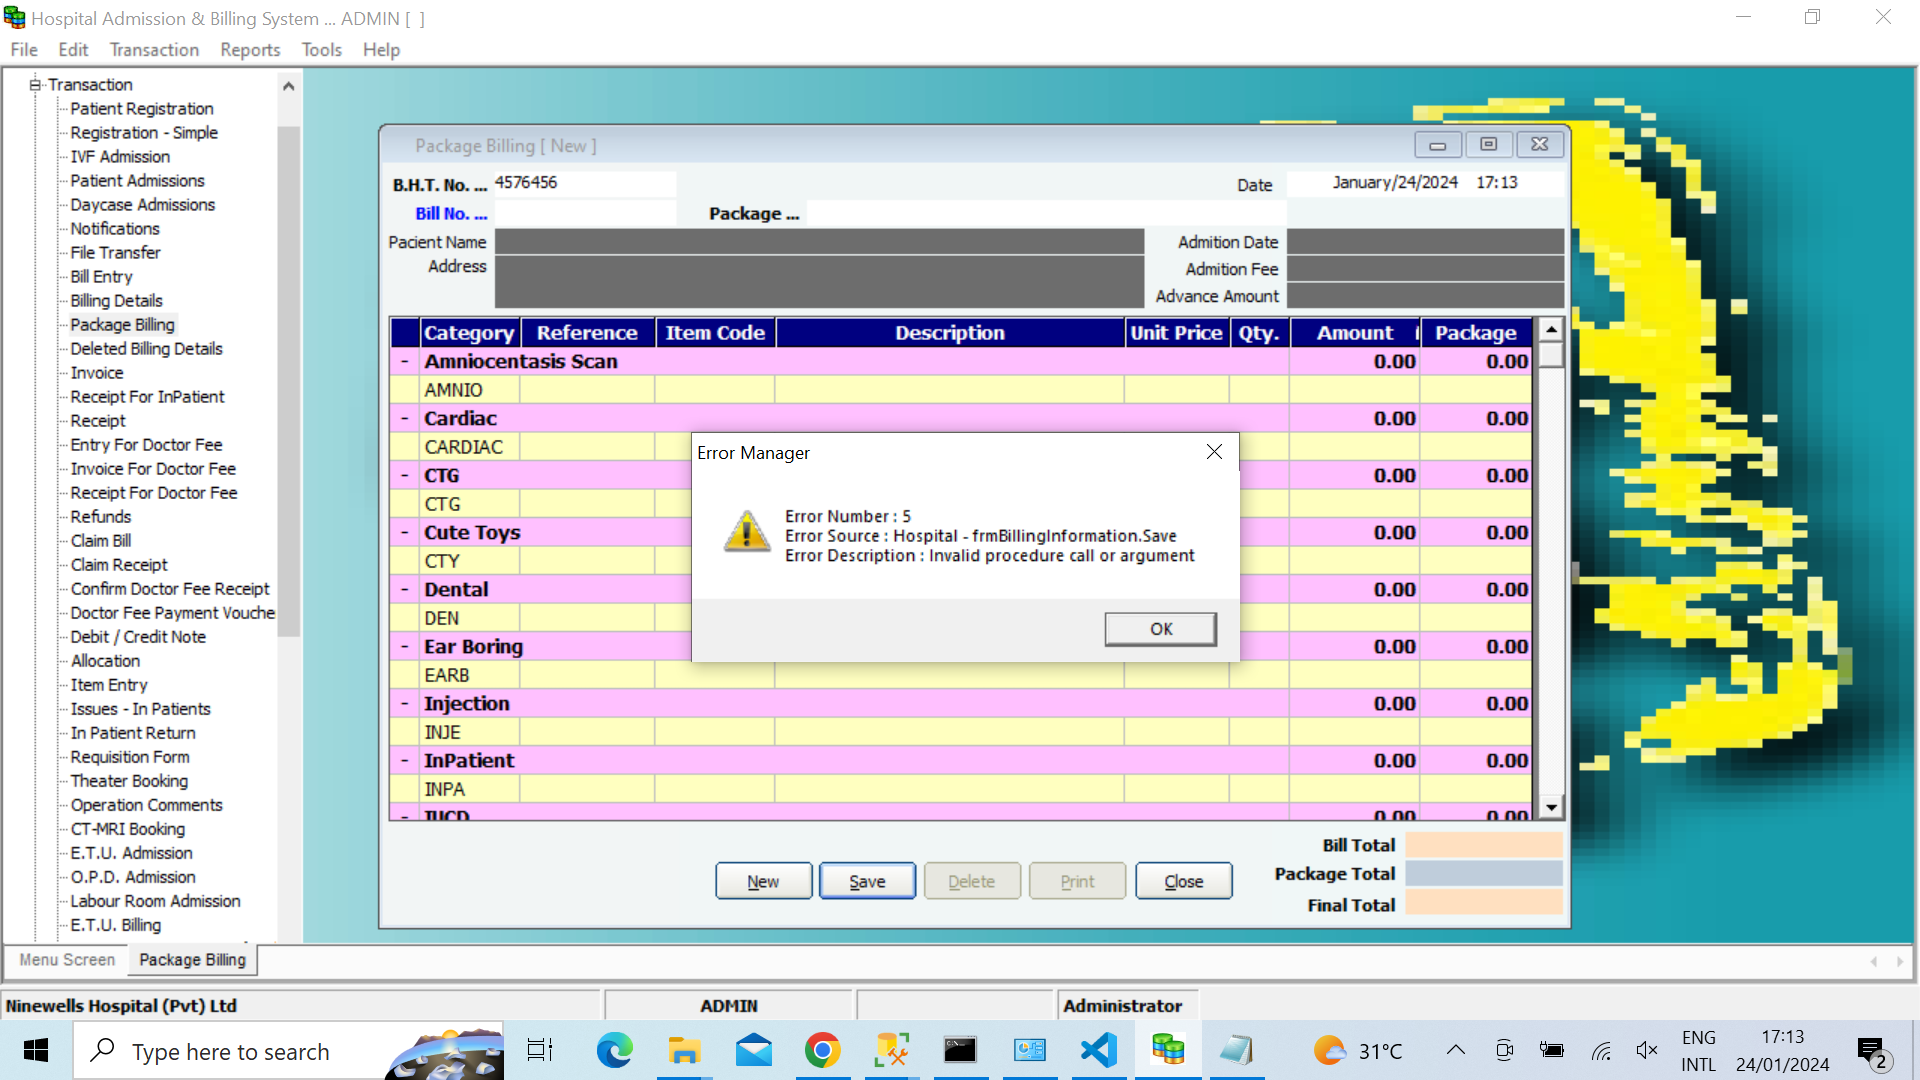 Hospital Admission & Billing System ... ADMIN [ ]
File Edit Transaction Reports Tools Help
Transaction
Patient Registration
Registration - Simple
IVF Admission
Patient Admissions
Daycase Admissions
Notifications
File Transfer
Bill Entry
Billing Details
Package Billing
Deleted Billing Details
Invoice
Receipt For InPatient
Receipt
Entry For Doctor Fee
Invoice For Doctor Fee
Receipt For Doctor Fee
Refunds
Claim Bill
Claim Receipt
Confirm Doctor Fee Receipt
Doctor Fee Payment Vouche
Debit / Credit Note
Allocation
Item Entry
Issues - In Patients
In Patient Return
Requisition Form
Theater Booking
Operation Comments
CT-MRI Booking
E.T.U. Admission
O.P.D. Admission
Labour Room Admission
E.T.U. Billing
Package Billing [ New ]
B.H.T. No. ... 4576456 Date January/24/2024 17:13
Bill No. ... Package ...
Pacient Name Admition Date
Address Admition Fee
Advance Amount
Category Reference Item Code Description Unit Price Qty. Amount Package
- Amniocentasis Scan 0.00 0.00
AMNIO
- Cardiac 0.00 0.00
CARDIAC
- CTG 0.00 0.00
CTG
- Cute Toys 0.00 0.00
CTY
- Dental 0.00 0.00
DEN
- Ear Boring 0.00 0.00
EARB
- Injection 0.00 0.00
INJE
- InPatient 0.00 0.00
INPA
- IUCD 0.00 0.00
Error Manager
Error Number : 5
Error Source : Hospital - frmBillingInformation.Save
Error Description : Invalid procedure call or argument
OK
Bill Total
Package Total
Final Total
New Save Delete Print Close
Menu Screen Package Billing
Ninewells Hospital (Pvt) Ltd ADMIN Administrator
Type here to search
31°C
ENG
INTL
17:13
24/01/2024
2